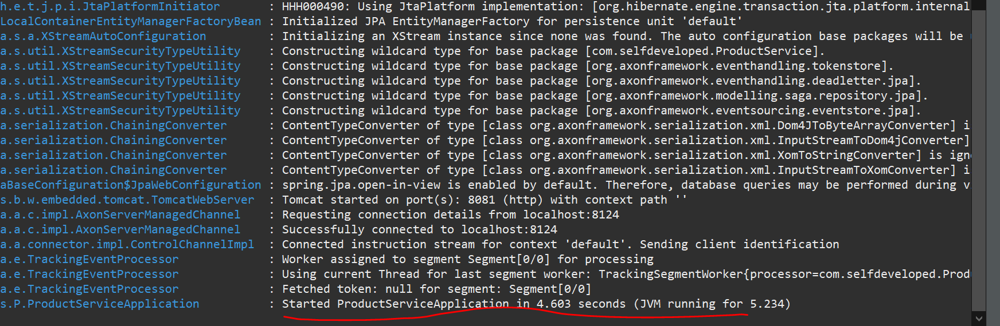 h.e.t.j.p.i.JtaPlatformInitiator : HHH000490: Using JtaPlatform implementation: [org.hibernate.engine.transaction.jta.platform.internal
LocalContainerEntityManagerFactoryBean : Initialized JPA EntityManagerFactory for persistence unit 'default'
a.s.a.XStreamAutoConfiguration : Initializing an XStream instance since none was found. The auto configuration base packages will be
a.s.util.XStreamSecurityTypeUtility : Constructing wildcard type for base package [com.selfdeveloped.ProductService].
a.s.util.XStreamSecurityTypeUtility : Constructing wildcard type for base package [org.axonframework.eventhandling.tokenstore].
a.s.util.XStreamSecurityTypeUtility : Constructing wildcard type for base package [org.axonframework.eventhandling.deadletter.jpa].
a.s.util.XStreamSecurityTypeUtility : Constructing wildcard type for base package [org.axonframework.modelling.saga.repository.jpa].
a.s.util.XStreamSecurityTypeUtility : Constructing wildcard type for base package [org.axonframework.eventsourcing.eventstore.jpa].
a.serialization.ChainingConverter : ContentTypeConverter of type [class org.axonframework.serialization.xml.Dom4JToByteArrayConverter] i
a.serialization.ChainingConverter : ContentTypeConverter of type [class org.axonframework.serialization.xml.InputStreamToDom4jConverter]
a.serialization.ChainingConverter : ContentTypeConverter of type [class org.axonframework.serialization.xml.XomToStringConverter] is ign
a.serialization.ChainingConverter : ContentTypeConverter of type [class org.axonframework.serialization.xml.InputStreamToXomConverter] i
aBaseConfiguration$JpaWebConfiguration : spring.jpa.open-in-view is enabled by default. Therefore, database queries may be performed during v
s.b.w.embedded.tomcat.TomcatWebServer : Tomcat started on port(s): 8081 (http) with context path ''
a.a.c.impl.AxonServerManagedChannel : Requesting connection details from localhost:8124
a.a.c.impl.AxonServerManagedChannel : Successfully connected to localhost:8124
a.a.connector.impl.ControlChannelImpl : Connected instruction stream for context 'default'. Sending client identification
a.e.TrackingEventProcessor : Worker assigned to segment Segment[0/0] for processing
a.e.TrackingEventProcessor : Using current Thread for last segment worker: TrackingSegmentWorker{processor=com.selfdeveloped.Prod
a.e.TrackingEventProcessor : Fetched token: null for segment: Segment[0/0]
s.P.ProductServiceApplication : Started ProductServiceApplication in 4.603 seconds (JVM running for 5.234)